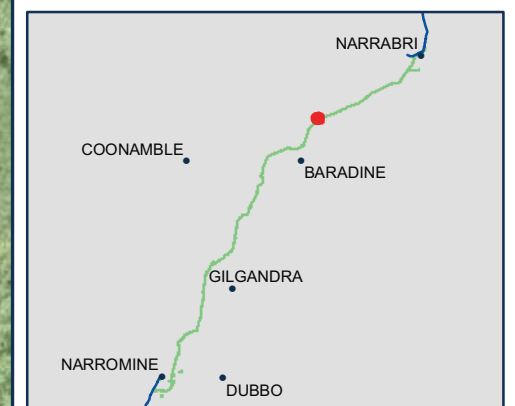 NARRABRI
COONAMBLE
BARADINE
GILGANDRA
NARROMINE
DUBBO